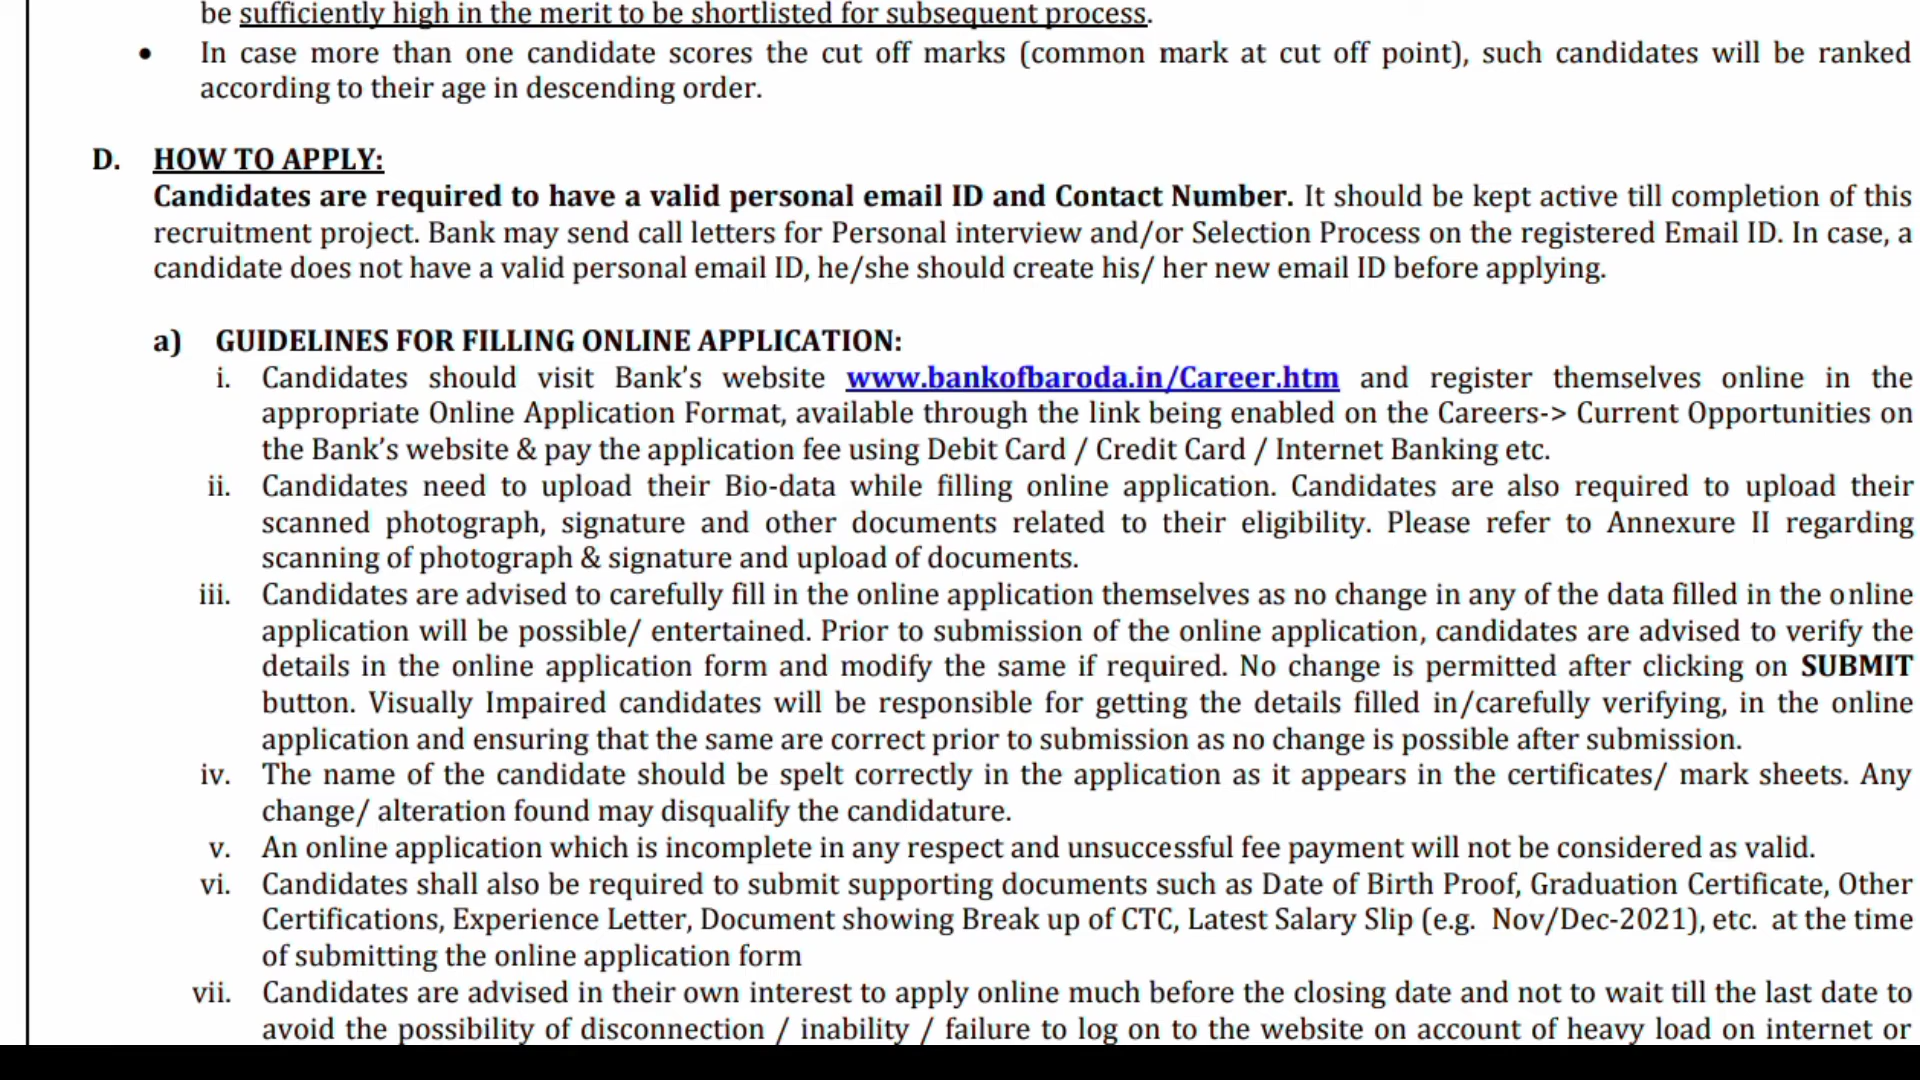 be sufficiently high in the merit to be shortlisted for subsequent process.
• In case more than one candidate scores the cut off marks (common mark at cut off point), such candidates will be ranked
according to their age in descending order.
D. HOW TO APPLY:
Candidates are required to have a valid personal email ID and Contact Number. It should be kept active till completion of this
recruitment project. Bank may send call letters for Personal interview and/or Selection Process on the registered Email ID. In case, a
candidate does not have a valid personal email ID, he/she should create his/ her new email ID before applying.
a) GUIDELINES FOR FILLING ONLINE APPLICATION:
i. Candidates should visit Bank’s website www.bankofbaroda.in/Career.htm and register themselves online in the
appropriate Online Application Format, available through the link being enabled on the Careers-> Current Opportunities on
the Bank’s website & pay the application fee using Debit Card / Credit Card / Internet Banking etc.
ii. Candidates need to upload their Bio-data while filling online application. Candidates are also required to upload their
scanned photograph, signature and other documents related to their eligibility. Please refer to Annexure II regarding
scanning of photograph & signature and upload of documents.
iii. Candidates are advised to carefully fill in the online application themselves as no change in any of the data filled in the online
application will be possible/ entertained. Prior to submission of the online application, candidates are advised to verify the
details in the online application form and modify the same if required. No change is permitted after clicking on SUBMIT
button. Visually Impaired candidates will be responsible for getting the details filled in/carefully verifying, in the online
application and ensuring that the same are correct prior to submission as no change is possible after submission.
iv. The name of the candidate should be spelt correctly in the application as it appears in the certificates/ mark sheets. Any
change/ alteration found may disqualify the candidature.
v. An online application which is incomplete in any respect and unsuccessful fee payment will not be considered as valid.
vi. Candidates shall also be required to submit supporting documents such as Date of Birth Proof, Graduation Certificate, Other
Certifications, Experience Letter, Document showing Break up of CTC, Latest Salary Slip (e.g. Nov/Dec-2021), etc. at the time
of submitting the online application form
vii. Candidates are advised in their own interest to apply online much before the closing date and not to wait till the last date to
avoid the possibility of disconnection / inability / failure to log on to the website on account of heavy load on internet or